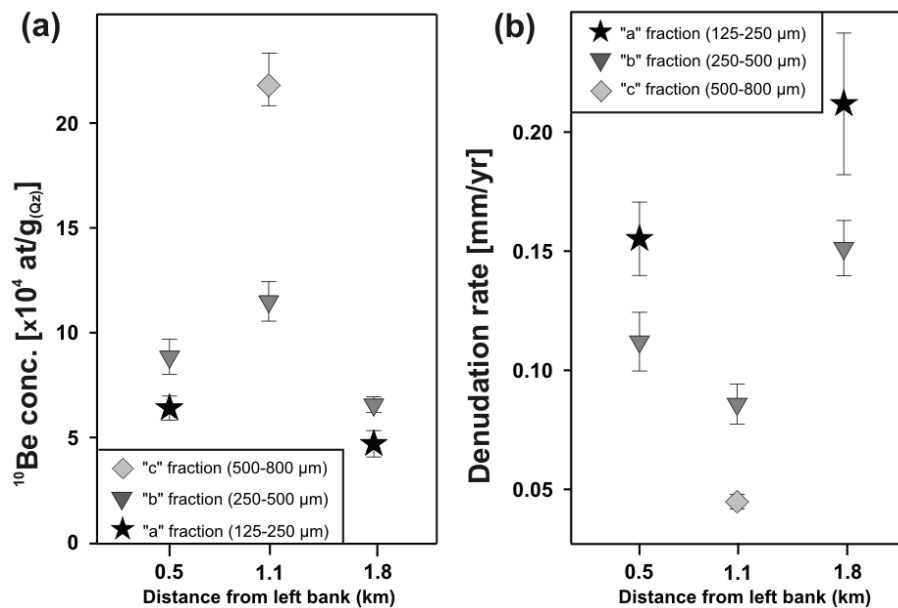 (a)
¹⁰Be conc. [x10⁴ at/g₍Qz₎]
20
15
10
5
0
"c" fraction (500-800 µm)
"b" fraction (250-500 µm)
"a" fraction (125-250 µm)
0.5 1.1 1.8
Distance from left bank (km)
(b)
"a" fraction (125-250 µm)
"b" fraction (250-500 µm)
"c" fraction (500-800 µm)
Denudation rate [mm/yr]
0.20
0.15
0.10
0.05
0.5 1.1 1.8
Distance from left bank (km)